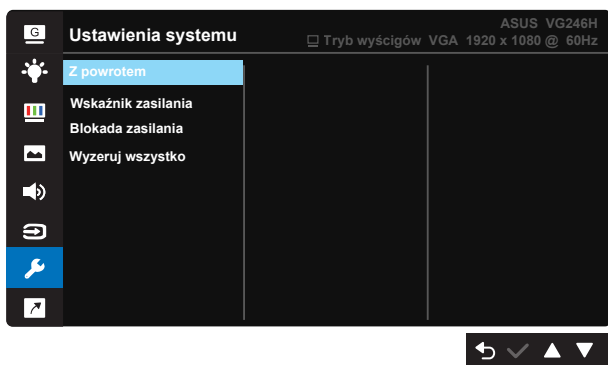 G
Ustawienia systemu
ASUS VG246H
Tryb wyścigów VGA 1920 x 1080 @ 60Hz
Z powrotem
Wskaźnik zasilania
Blokada zasilania
Wyzeruj wszystko